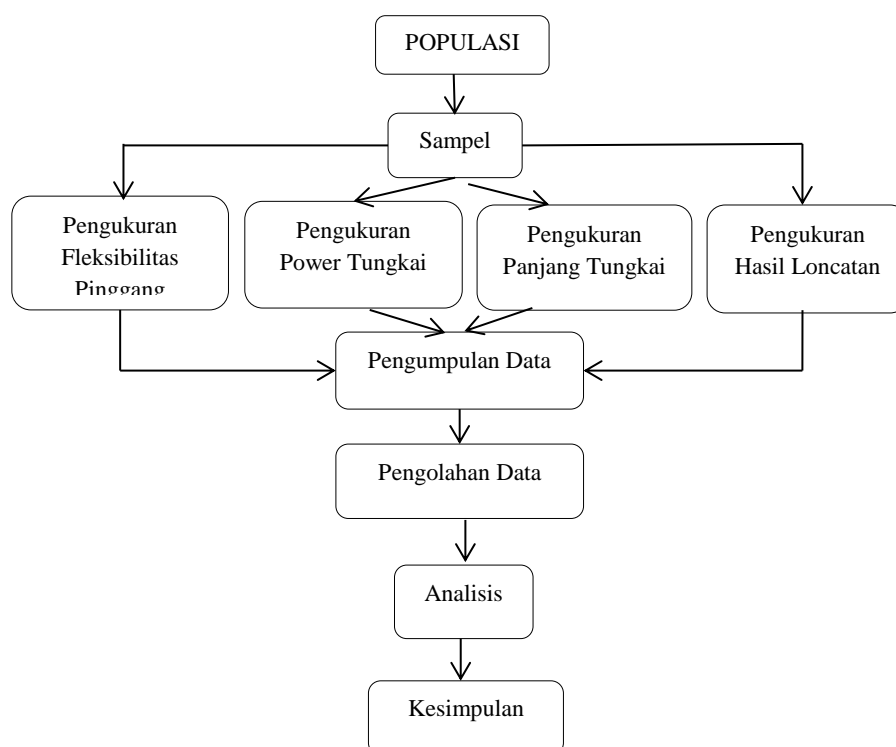 POPULASI
Sampel
Pengukuran
Fleksibilitas
Pinggang
Pengukuran
Power Tungkai
Pengukuran
Panjang Tungkai
Pengukuran
Hasil Loncatan
Pengumpulan Data
Pengolahan Data
Analisis
Kesimpulan